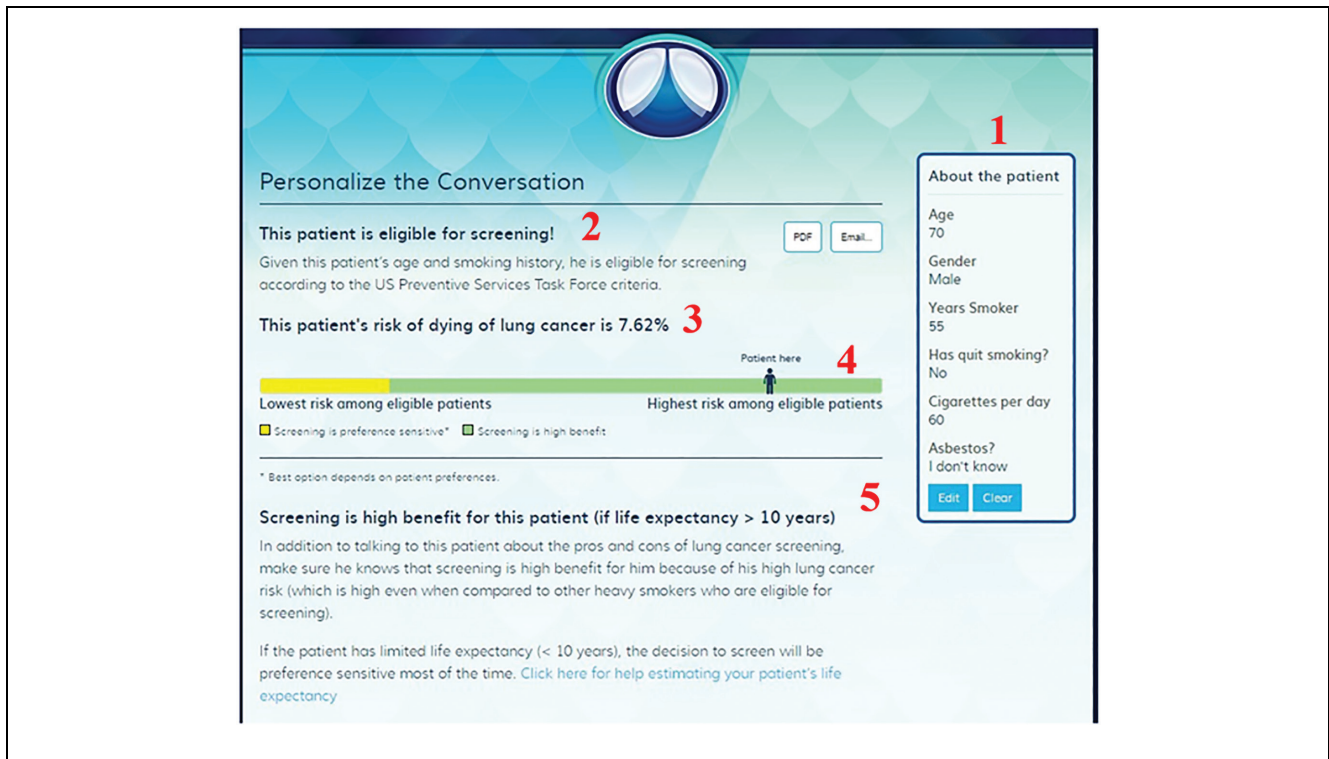 1
Personalize the Conversation
This patient is eligible for screening! 2
PDF Email...
Given this patient's age and smoking history, he is eligible for screening
according to the US Preventive Services Task Force criteria.
This patient's risk of dying of lung cancer is 7.62% 3
Patient here
4
Lowest risk among eligible patients
Highest risk among eligible patients
Screening is preference sensitive* Screening is high benefit
* Best option depends on patient preferences.
5
Screening is high benefit for this patient (if life expectancy > 10 years)
In addition to talking to this patient about the pros and cons of lung cancer screening,
make sure he knows that screening is high benefit for him because of his high lung cancer
risk (which is high even when compared to other heavy smokers who are eligible for
screening).
If the patient has limited life expectancy (< 10 years), the decision to screen will be
preference sensitive most of the time. Click here for help estimating your patient's life
expectancy
About the patient
Age
70
Gender
Male
Years Smoker
55
Has quit smoking?
No
Cigarettes per day
60
Asbestos?
I don't know
Edit Clear